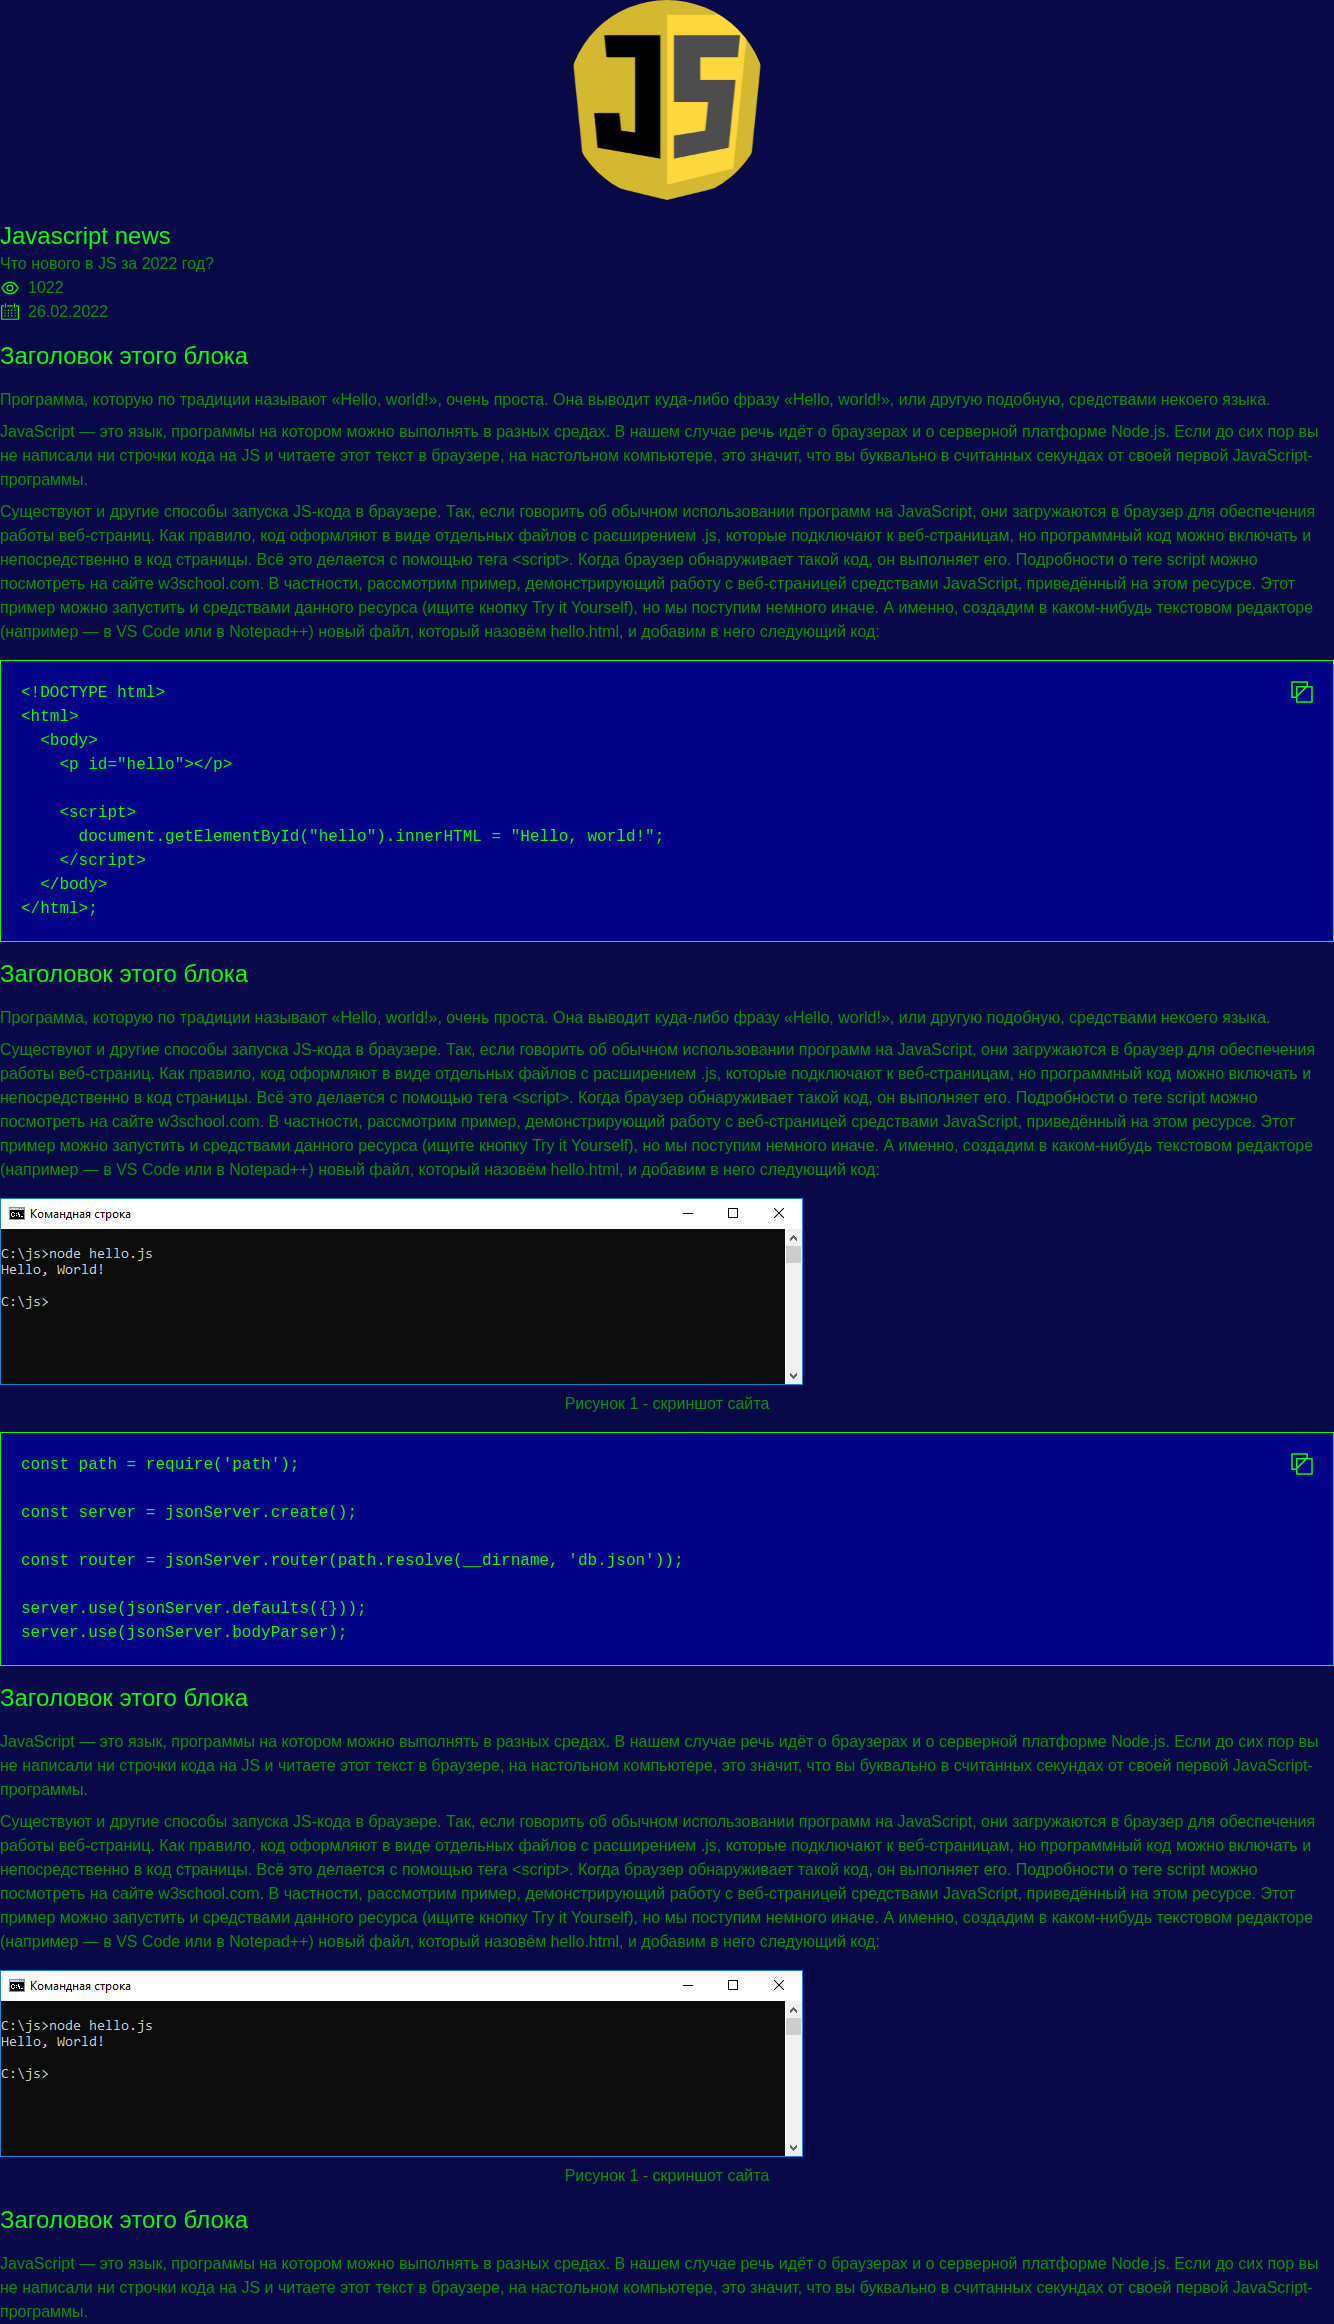 JS
Javascript news
Что нового в JS за 2022 год?
1022
26.02.2022
Заголовок этого блока
Программа, которую по традиции называют «Hello, world!», очень проста. Она выводит куда-либо фразу «Hello, world!», или другую подобную, средствами некоего языка.
JavaScript — это язык, программы на котором можно выполнять в разных средах. В нашем случае речь идёт о браузерах и о серверной платформе Node.js. Если до сих пор вы
не написали ни строчки кода на JS и читаете этот текст в браузере, на настольном компьютере, это значит, что вы буквально в считанных секундах от своей первой JavaScript-
программы.
Существуют и другие способы запуска JS-кода в браузере. Так, если говорить об обычном использовании программ на JavaScript, они загружаются в браузер для обеспечения
работы веб-страниц. Как правило, код оформляют в виде отдельных файлов с расширением .js, которые подключают к веб-страницам, но программный код можно включать и
непосредственно в код страницы. Всё это делается с помощью тега <script>. Когда браузер обнаруживает такой код, он выполняет его. Подробности о теге script можно
посмотреть на сайте w3school.com. В частности, рассмотрим пример, демонстрирующий работу с веб-страницей средствами JavaScript, приведённый на этом ресурсе. Этот
пример можно запустить и средствами данного ресурса (ищите кнопку Try it Yourself), но мы поступим немного иначе. А именно, создадим в каком-нибудь текстовом редакторе
(например — в VS Code или в Notepad++) новый файл, который назовём hello.html, и добавим в него следующий код:
<!DOCTYPE html>
<html>
  <body>
    <p id="hello"></p>
    <script>
      document.getElementById("hello").innerHTML = "Hello, world!";
    </script>
  </body>
</html>;
Заголовок этого блока
Программа, которую по традиции называют «Hello, world!», очень проста. Она выводит куда-либо фразу «Hello, world!», или другую подобную, средствами некоего языка.
Существуют и другие способы запуска JS-кода в браузере. Так, если говорить об обычном использовании программ на JavaScript, они загружаются в браузер для обеспечения
работы веб-страниц. Как правило, код оформляют в виде отдельных файлов с расширением .js, которые подключают к веб-страницам, но программный код можно включать и
непосредственно в код страницы. Всё это делается с помощью тега <script>. Когда браузер обнаруживает такой код, он выполняет его. Подробности о теге script можно
посмотреть на сайте w3school.com. В частности, рассмотрим пример, демонстрирующий работу с веб-страницей средствами JavaScript, приведённый на этом ресурсе. Этот
пример можно запустить и средствами данного ресурса (ищите кнопку Try it Yourself), но мы поступим немного иначе. А именно, создадим в каком-нибудь текстовом редакторе
(например — в VS Code или в Notepad++) новый файл, который назовём hello.html, и добавим в него следующий код:
Командная строка
C:\js>node hello.js
Hello, World!
C:\js>
Рисунок 1 - скриншот сайта
const path = require('path');
const server = jsonServer.create();
const router = jsonServer.router(path.resolve(__dirname, 'db.json'));
server.use(jsonServer.defaults({}));
server.use(jsonServer.bodyParser);
Заголовок этого блока
JavaScript — это язык, программы на котором можно выполнять в разных средах. В нашем случае речь идёт о браузерах и о серверной платформе Node.js. Если до сих пор вы
не написали ни строчки кода на JS и читаете этот текст в браузере, на настольном компьютере, это значит, что вы буквально в считанных секундах от своей первой JavaScript-
программы.
Существуют и другие способы запуска JS-кода в браузере. Так, если говорить об обычном использовании программ на JavaScript, они загружаются в браузер для обеспечения
работы веб-страниц. Как правило, код оформляют в виде отдельных файлов с расширением .js, которые подключают к веб-страницам, но программный код можно включать и
непосредственно в код страницы. Всё это делается с помощью тега <script>. Когда браузер обнаруживает такой код, он выполняет его. Подробности о теге script можно
посмотреть на сайте w3school.com. В частности, рассмотрим пример, демонстрирующий работу с веб-страницей средствами JavaScript, приведённый на этом ресурсе. Этот
пример можно запустить и средствами данного ресурса (ищите кнопку Try it Yourself), но мы поступим немного иначе. А именно, создадим в каком-нибудь текстовом редакторе
(например — в VS Code или в Notepad++) новый файл, который назовём hello.html, и добавим в него следующий код:
Командная строка
C:\js>node hello.js
Hello, World!
C:\js>
Рисунок 1 - скриншот сайта
Заголовок этого блока
JavaScript — это язык, программы на котором можно выполнять в разных средах. В нашем случае речь идёт о браузерах и о серверной платформе Node.js. Если до сих пор вы
не написали ни строчки кода на JS и читаете этот текст в браузере, на настольном компьютере, это значит, что вы буквально в считанных секундах от своей первой JavaScript-
программы.